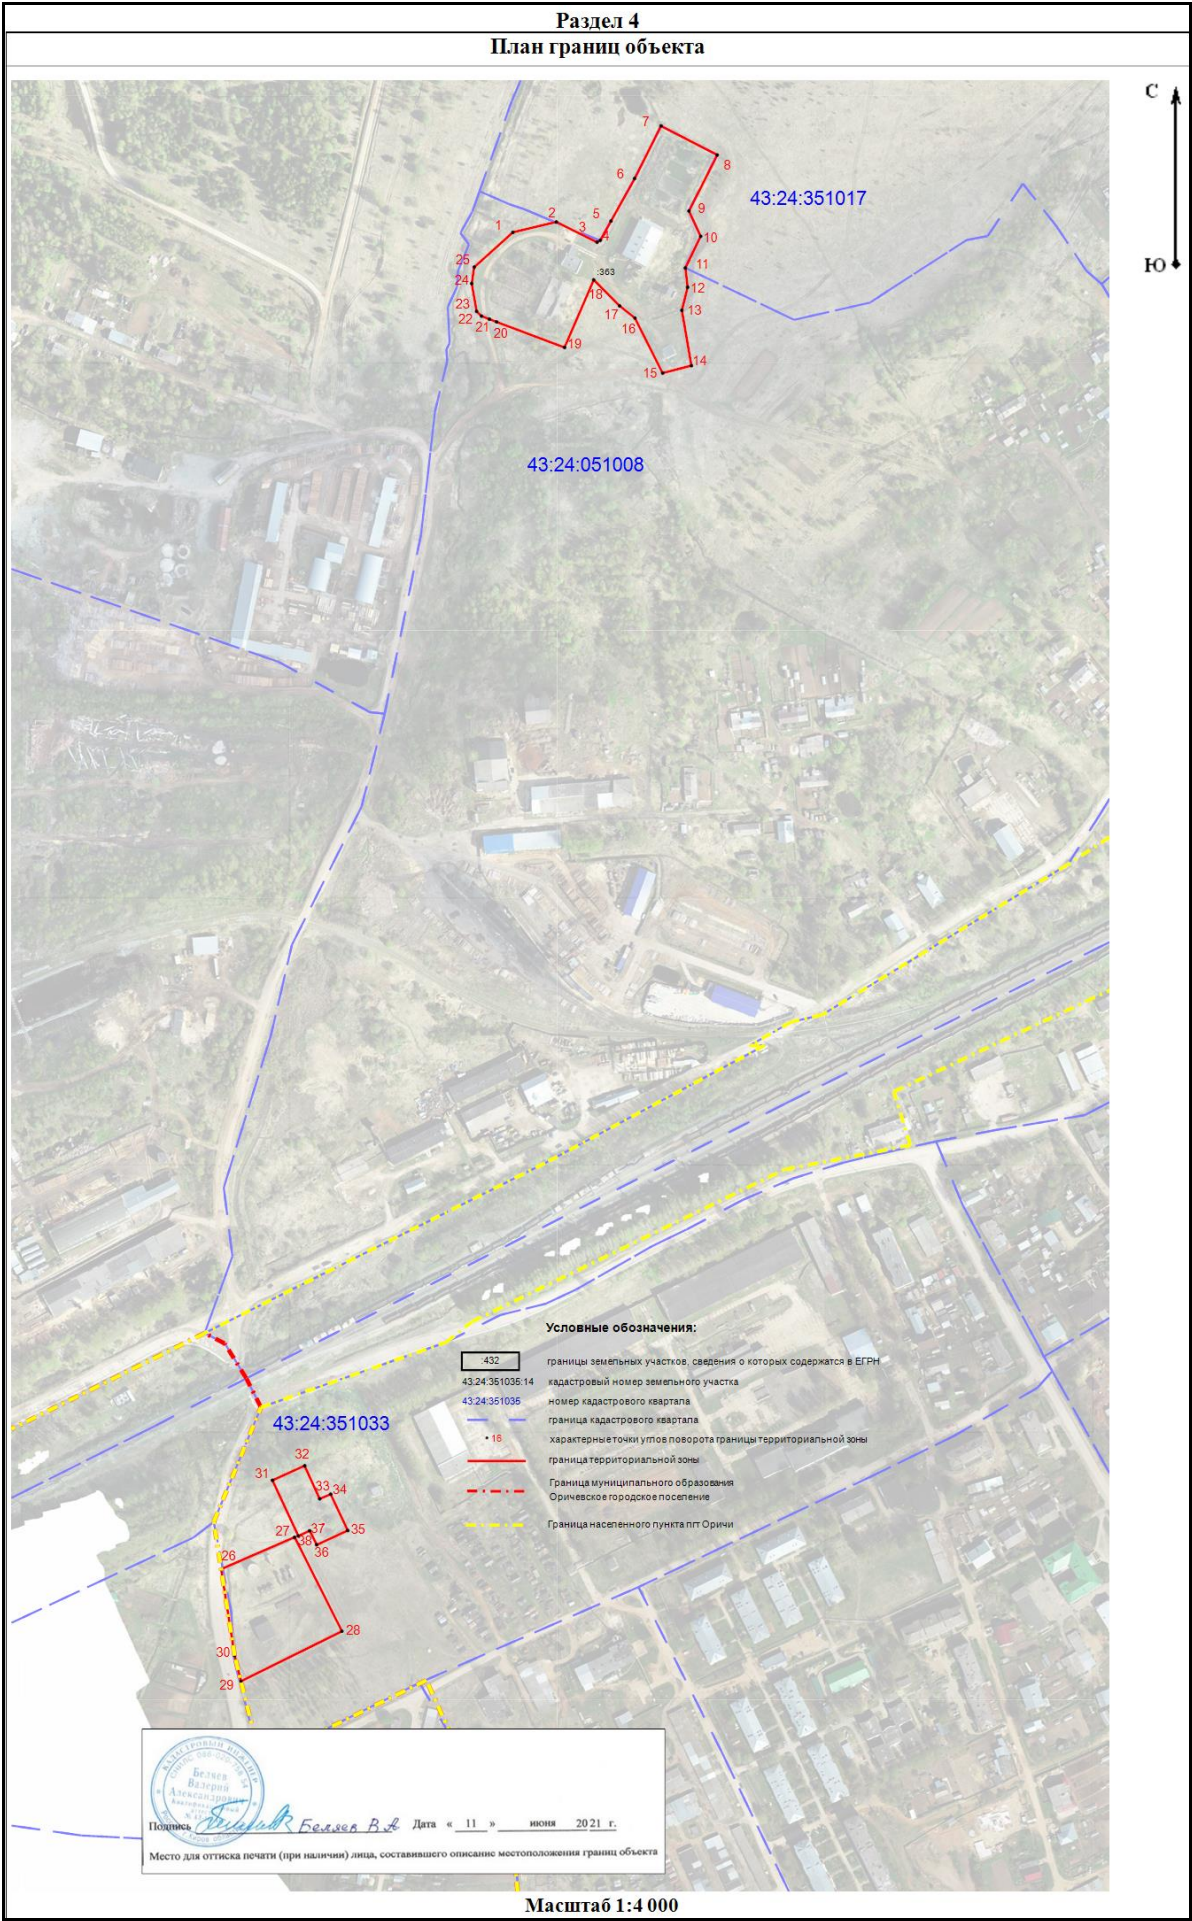 Раздел 4
План границ объекта
С
Ю
7
8
6
43:24:351017
9
5
2
1
3
4
10
25
11
:363
24
12
18
23
13
17
22
21
20
16
19
14
15
43:24:051008
Условные обозначения:
:432 границы земельных участков, сведения о которых содержатся в ЕГРН
43:24:351035:14 кадастровый номер земельного участка
43:24:351035 номер кадастрового квартала
граница кадастрового квартала
16 характерные точки углов поворота границы территориальной зоны
граница территориальной зоны
Граница муниципального образования
Оричевское городское поселение
Граница населенного пункта пгт Оричи
43:24:351033
32
31
33
34
27
37
35
38
36
26
28
30
29
КАДАСТРОВЫЙ ИНЖЕНЕР
Беляев
Валерий
Александрович
Подпись Беляев В.А. Дата « 11 » июня 2021 г.
Место для оттиска печати (при наличии) лица, составившего описание местоположения границ объекта
Масштаб 1:4 000